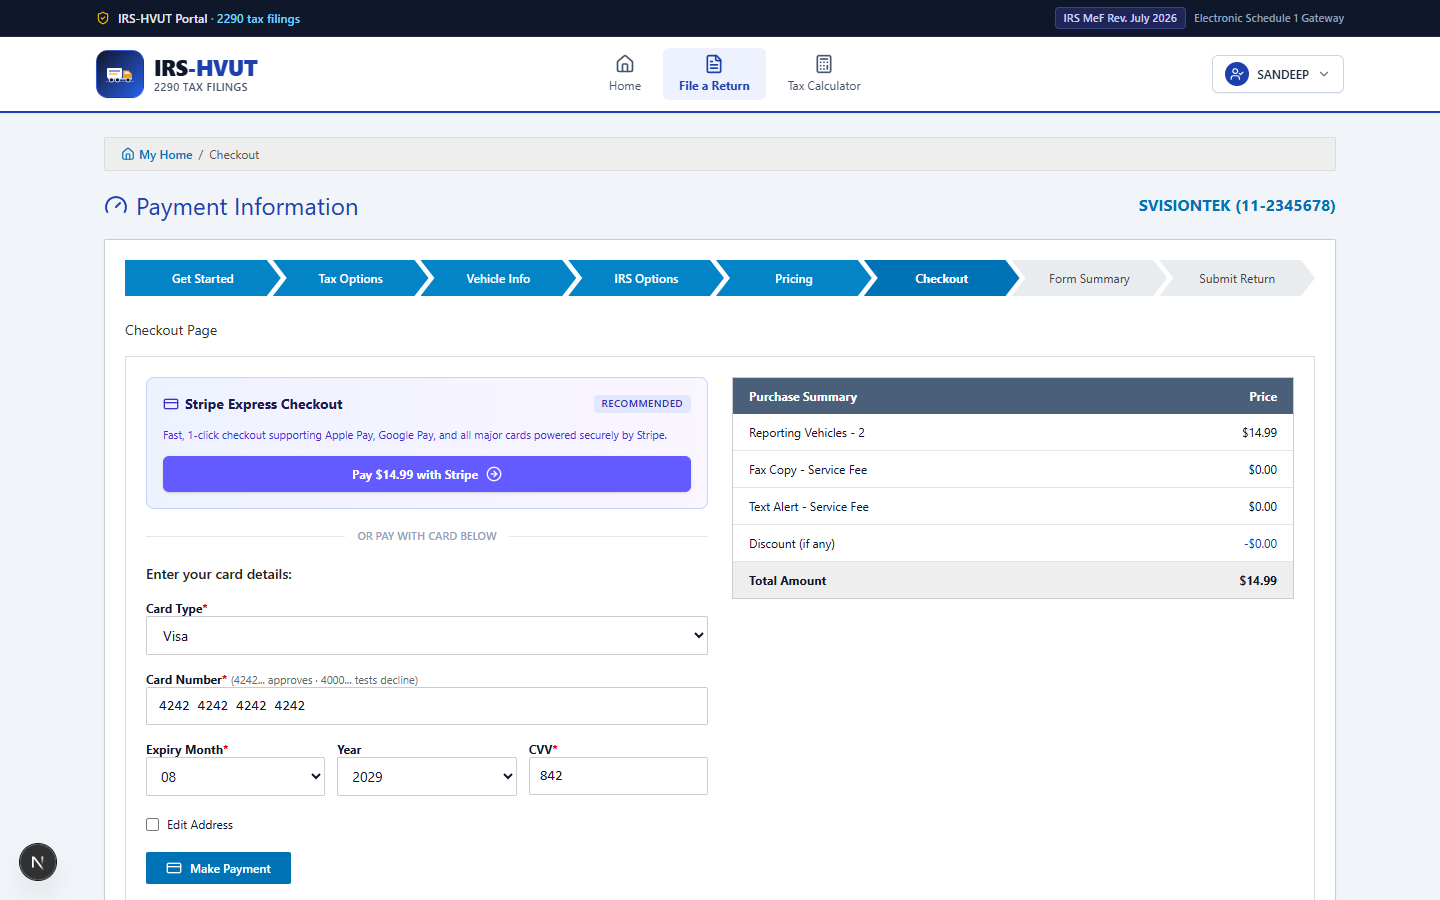 IRS-HVUT Portal · 2290 tax filings
IRS MeF Rev. July 2026
Electronic Schedule 1 Gateway
IRS-HVUT
2290 TAX FILINGS
Home
File a Return
Tax Calculator
SANDEEP
My Home / Checkout
Payment Information
SVISIONTEK (11-2345678)
Get Started
Tax Options
Vehicle Info
IRS Options
Pricing
Checkout
Form Summary
Submit Return
Checkout Page
Stripe Express Checkout
RECOMMENDED
Fast, 1-click checkout supporting Apple Pay, Google Pay, and all major cards powered securely by Stripe.
Pay $14.99 with Stripe
OR PAY WITH CARD BELOW
Enter your card details:
Card Type*
Visa
Card Number* (4242... approves · 4000... tests decline)
4242 4242 4242 4242
Expiry Month*
Year
CVV*
08
2029
842
Edit Address
Make Payment
Purchase Summary Price
Reporting Vehicles - 2 $14.99
Fax Copy - Service Fee $0.00
Text Alert - Service Fee $0.00
Discount (if any) -$0.00
Total Amount $14.99
N